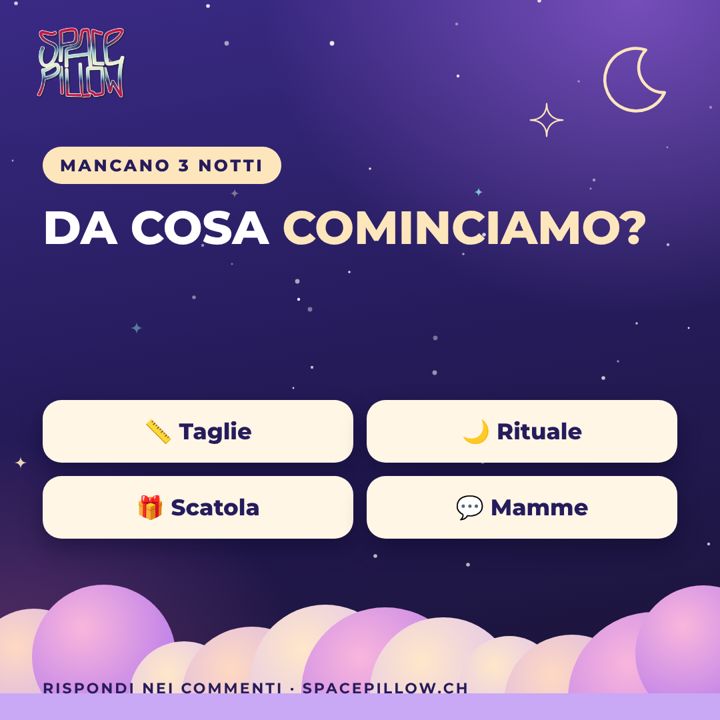 SPACE
PILLOW
MANCANO 3 NOTTI
DA COSA COMINCIAMO?
📏 Taglie
🌙 Rituale
🎁 Scatola
💬 Mamme
RISPONDI NEI COMMENTI · SPACEPILLOW.CH